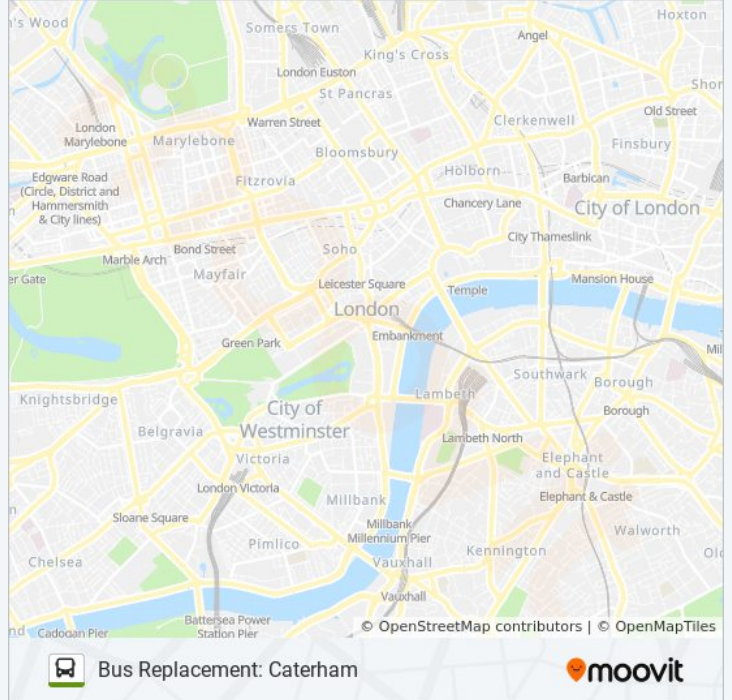 's Wood
Somers Town
Hoxton
Angel
King's Cross
London Euston
St Pancras
Shor
Old Street
Warren Street
Clerkenwell
London
Marylebone
Marylebone
Finsbury
Bloomsbury
Holborn
Barbican
Edgware Road
(Circle, District and
Hammersmith
& City lines)
Fitzrovia
Chancery Lane
City of London
n
City Thameslink
Bond Street
Soho
Marble Arch
Mayfair
er Gate
Leicester Square
Temple
Mansion House
London
Embankment
Green Park
Mil
Southwark
Borough
Lambeth
Knightsbridge
City of
Westminster
Borough
Belgravia
Lambeth North
Victoria
Elephant
and Castle
London Victoria
Millbank
Elephant & Castle
n
Sloane Square
Millbank
Millennium Pier
Walworth
Pimlico
Kennington
Old
Chelsea
Vauxhall
Vauxhall
Battersea Power
Station Pier
nd
Cadogan Pier
© OpenStreetMap contributors | © OpenMapTiles
Bus Replacement: Caterham
moovit